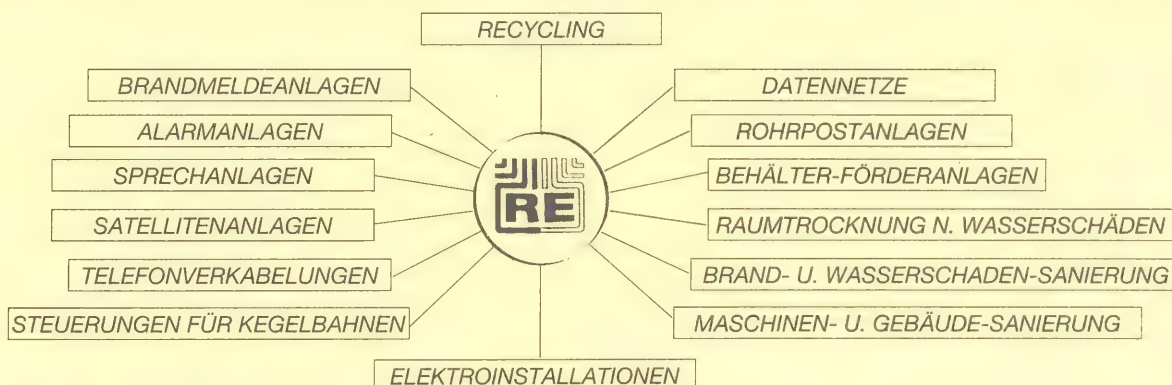 RECYCLING
BRANDMELDEANLAGEN
DATENNETZE
ALARMANLAGEN
ROHRPOSTANLAGEN
SPRECHANLAGEN
BEHÄLTER-FÖRDERANLAGEN
RE
SATELLITENANLAGEN
RAUMTROCKNUNG N. WASSERSCHÄDEN
TELEFONVERKABELUNGEN
BRAND- U. WASSERSCHADEN-SANIERUNG
STEUERUNGEN FÜR KEGELBAHNEN
MASCHINEN- U. GEBÄUDE-SANIERUNG
ELEKTROINSTALLATIONEN